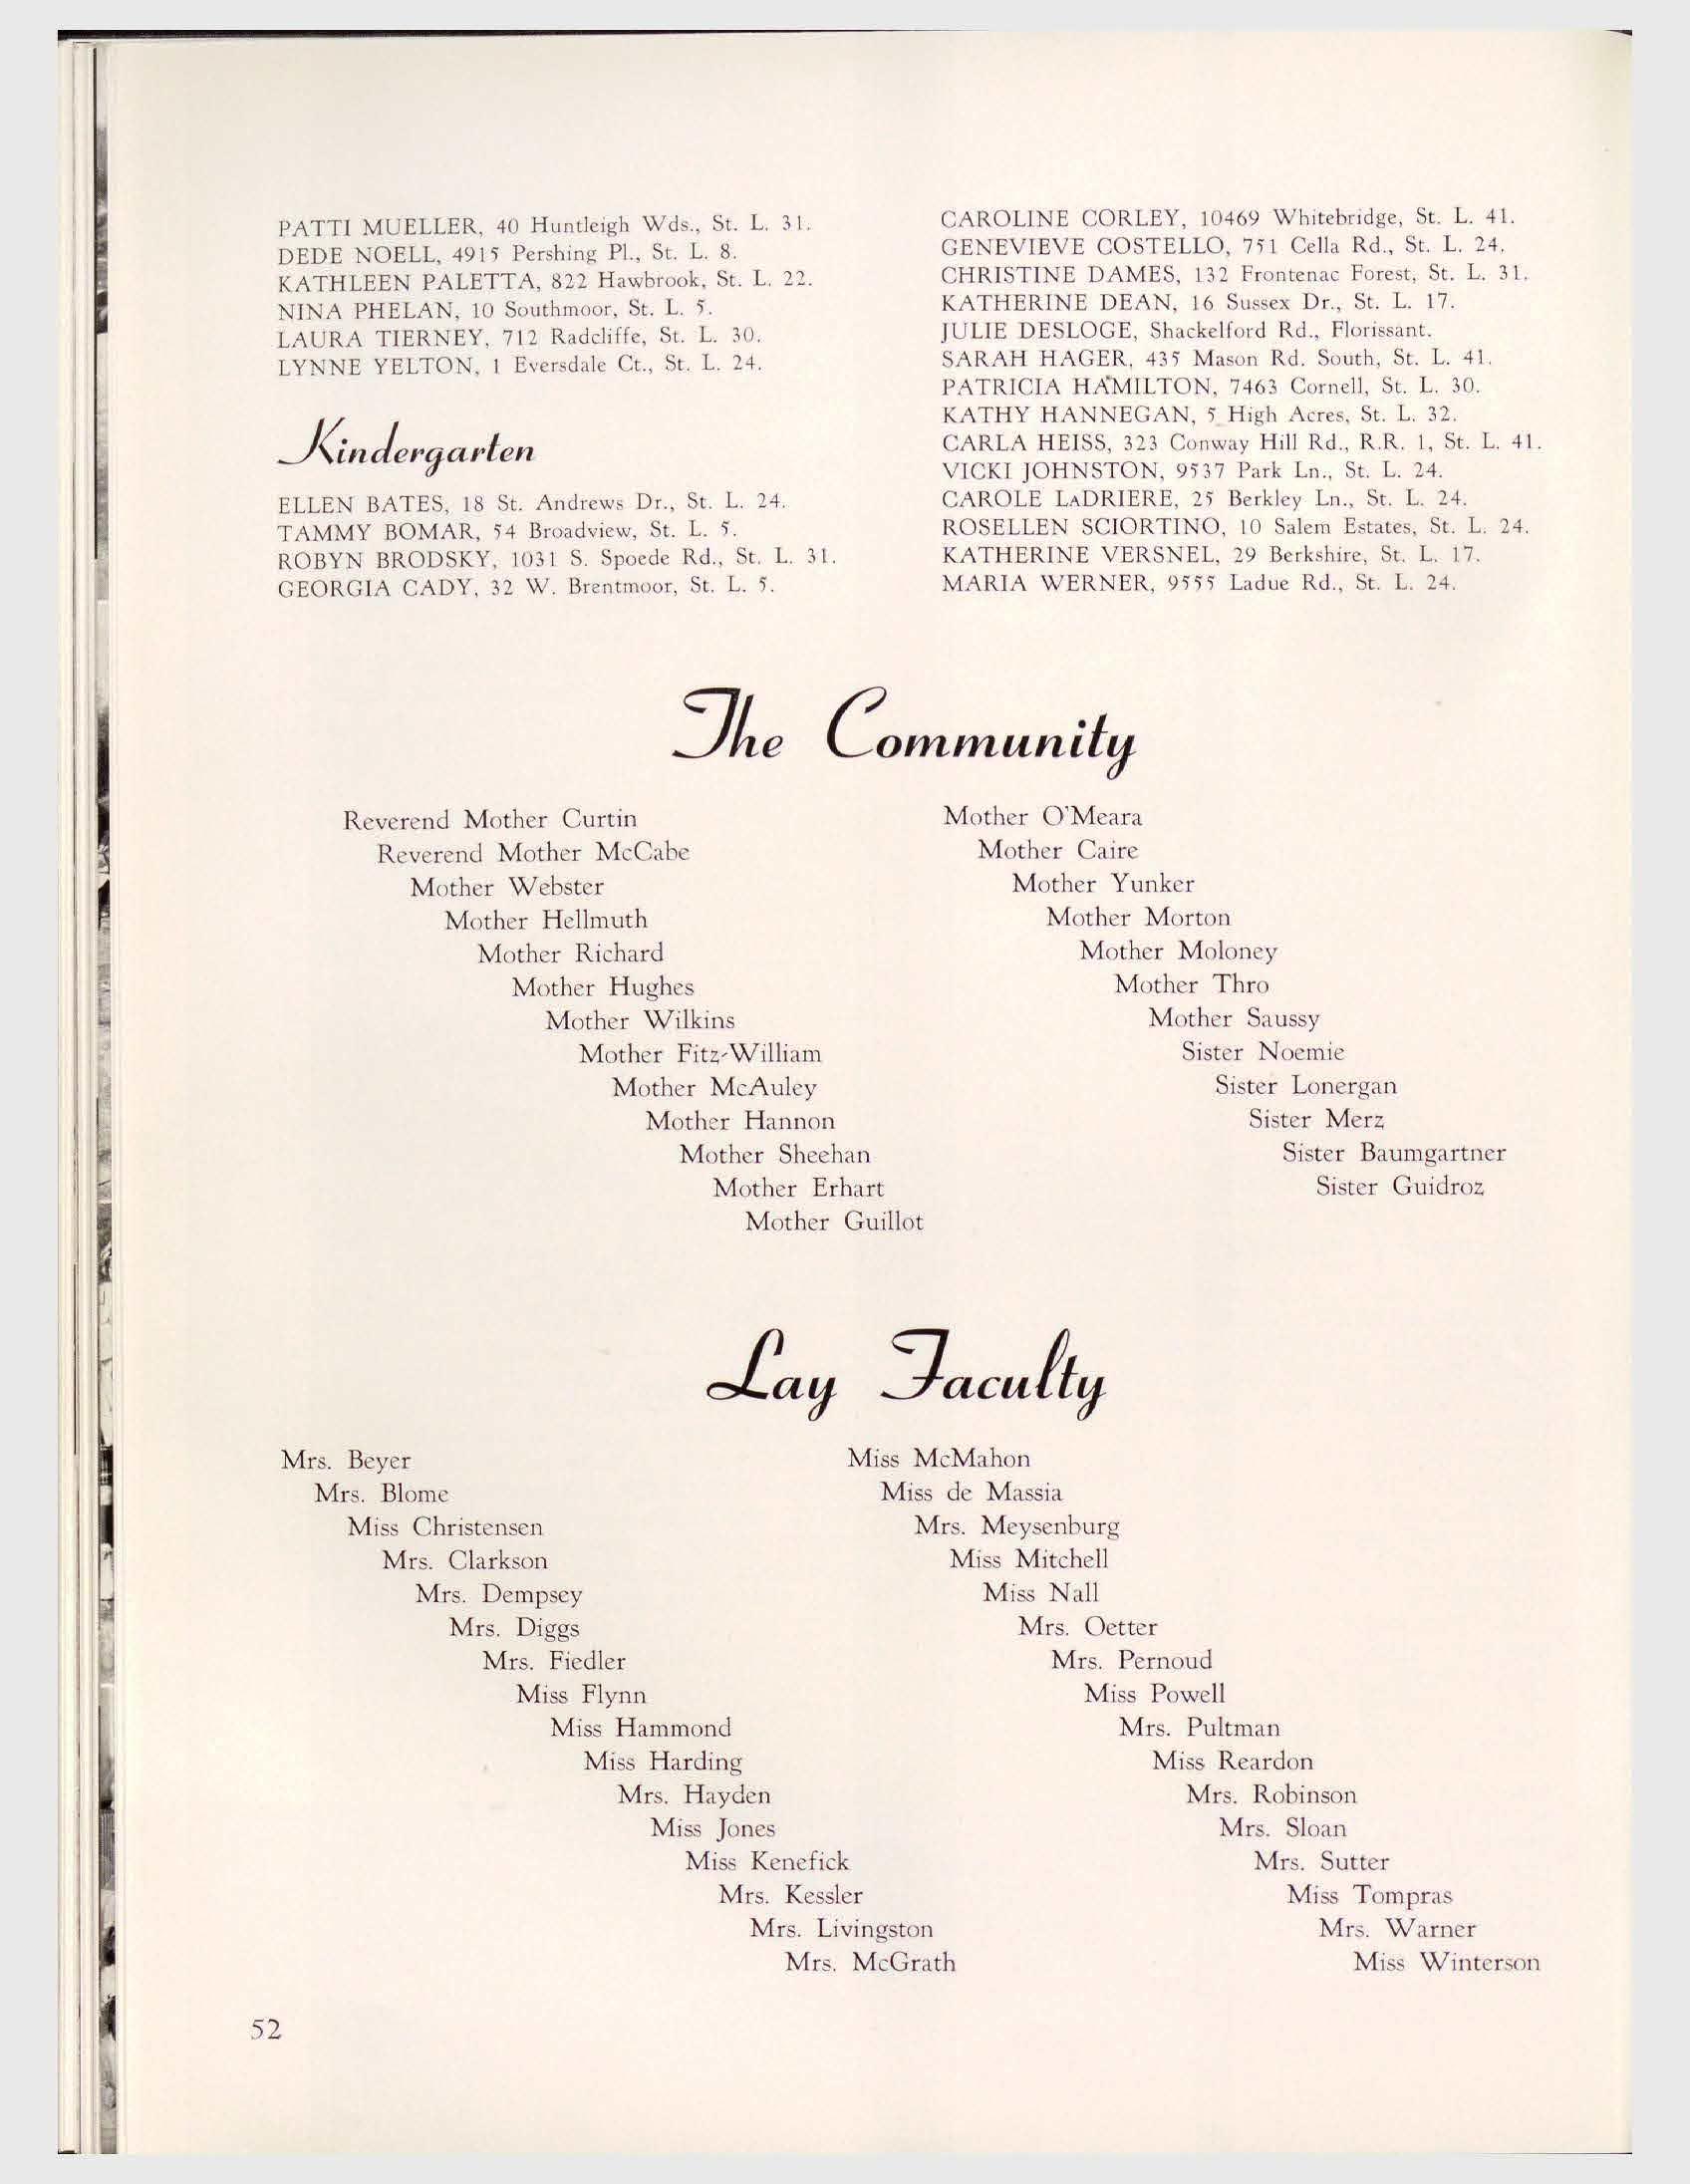 PATTI MUELLER, 40 Huntleigh Wds., St. L. 31.
DEDE NOELL, 4915 Pershing Pl., St. L. 8.
KATHLEEN PALETTA, 822 Hawbrook, St. L. 22.
NINA PHELAN, 10 Southmoor, St. L. 5.
LAURA TIERNEY, 712 Radcliffe, St. L. 30.
LYNNE YELTON, 1 Eversdale Ct., St. L. 24.
Kindergarten
ELLEN BATES, 18 St. Andrews Dr., St. L. 24.
TAMMY BOMAR, 54 Broadview, St. L. 5.
ROBYN BRODSKY, 1031 S. Spoede Rd., St. L. 31.
GEORGIA CADY, 32 W. Brentmoor, St. L. 5.
CAROLINE CORLEY, 10469 Whitebridge, St. L. 41.
GENEVIEVE COSTELLO, 751 Cella Rd., St. L. 24.
CHRISTINE DAMES, 132 Frontenac Forest, St. L. 31.
KATHERINE DEAN, 16 Sussex Dr., St. L. 17.
JULIE DESLOGE, Shackelford Rd., Florissant.
SARAH HAGER, 435 Mason Rd. South, St. L. 41.
PATRICIA HAMILTON, 7463 Cornell, St. L. 30.
KATHY HANNEGAN, 5 High Acres, St. L. 32.
CARLA HEISS, 323 Conway Hill Rd., R.R. 1, St. L. 41.
VICKI JOHNSTON, 9537 Park Ln., St. L. 24.
CAROLE LADRIERE, 25 Berkley Ln., St. L. 24.
ROSELLEN SCIORTINO, 10 Salem Estates, St. L. 24.
KATHERINE VERSNEL, 29 Berkshire, St. L. 17.
MARIA WERNER, 9555 Ladue Rd., St. L. 24.
The Community
Reverend Mother Curtin
Reverend Mother McCabe
Mother Webster
Mother Hellmuth
Mother Richard
Mother Hughes
Mother Wilkins
Mother Fitz-William
Mother McAuley
Mother Hannon
Mother Sheehan
Mother Erhart
Mother Guillot
Mother O'Meara
Mother Caire
Mother Yunker
Mother Morton
Mother Moloney
Mother Thro
Mother Saussy
Sister Noemie
Sister Lonergan
Sister Merz
Sister Baumgartner
Sister Guidroz
Lay Faculty
Mrs. Beyer
Mrs. Blome
Miss Christensen
Mrs. Clarkson
Mrs. Dempsey
Mrs. Diggs
Mrs. Fiedler
Miss Flynn
Miss Hammond
Miss Harding
Mrs. Hayden
Miss Jones
Miss Kenefick
Mrs. Kessler
Mrs. Livingston
Mrs. McGrath
Miss McMahon
Miss de Massia
Mrs. Meysenburg
Miss Mitchell
Miss Nall
Mrs. Oetter
Mrs. Pernoud
Miss Powell
Mrs. Pultman
Miss Reardon
Mrs. Robinson
Mrs. Sloan
Mrs. Sutter
Miss Tompras
Mrs. Warner
Miss Winterson
52